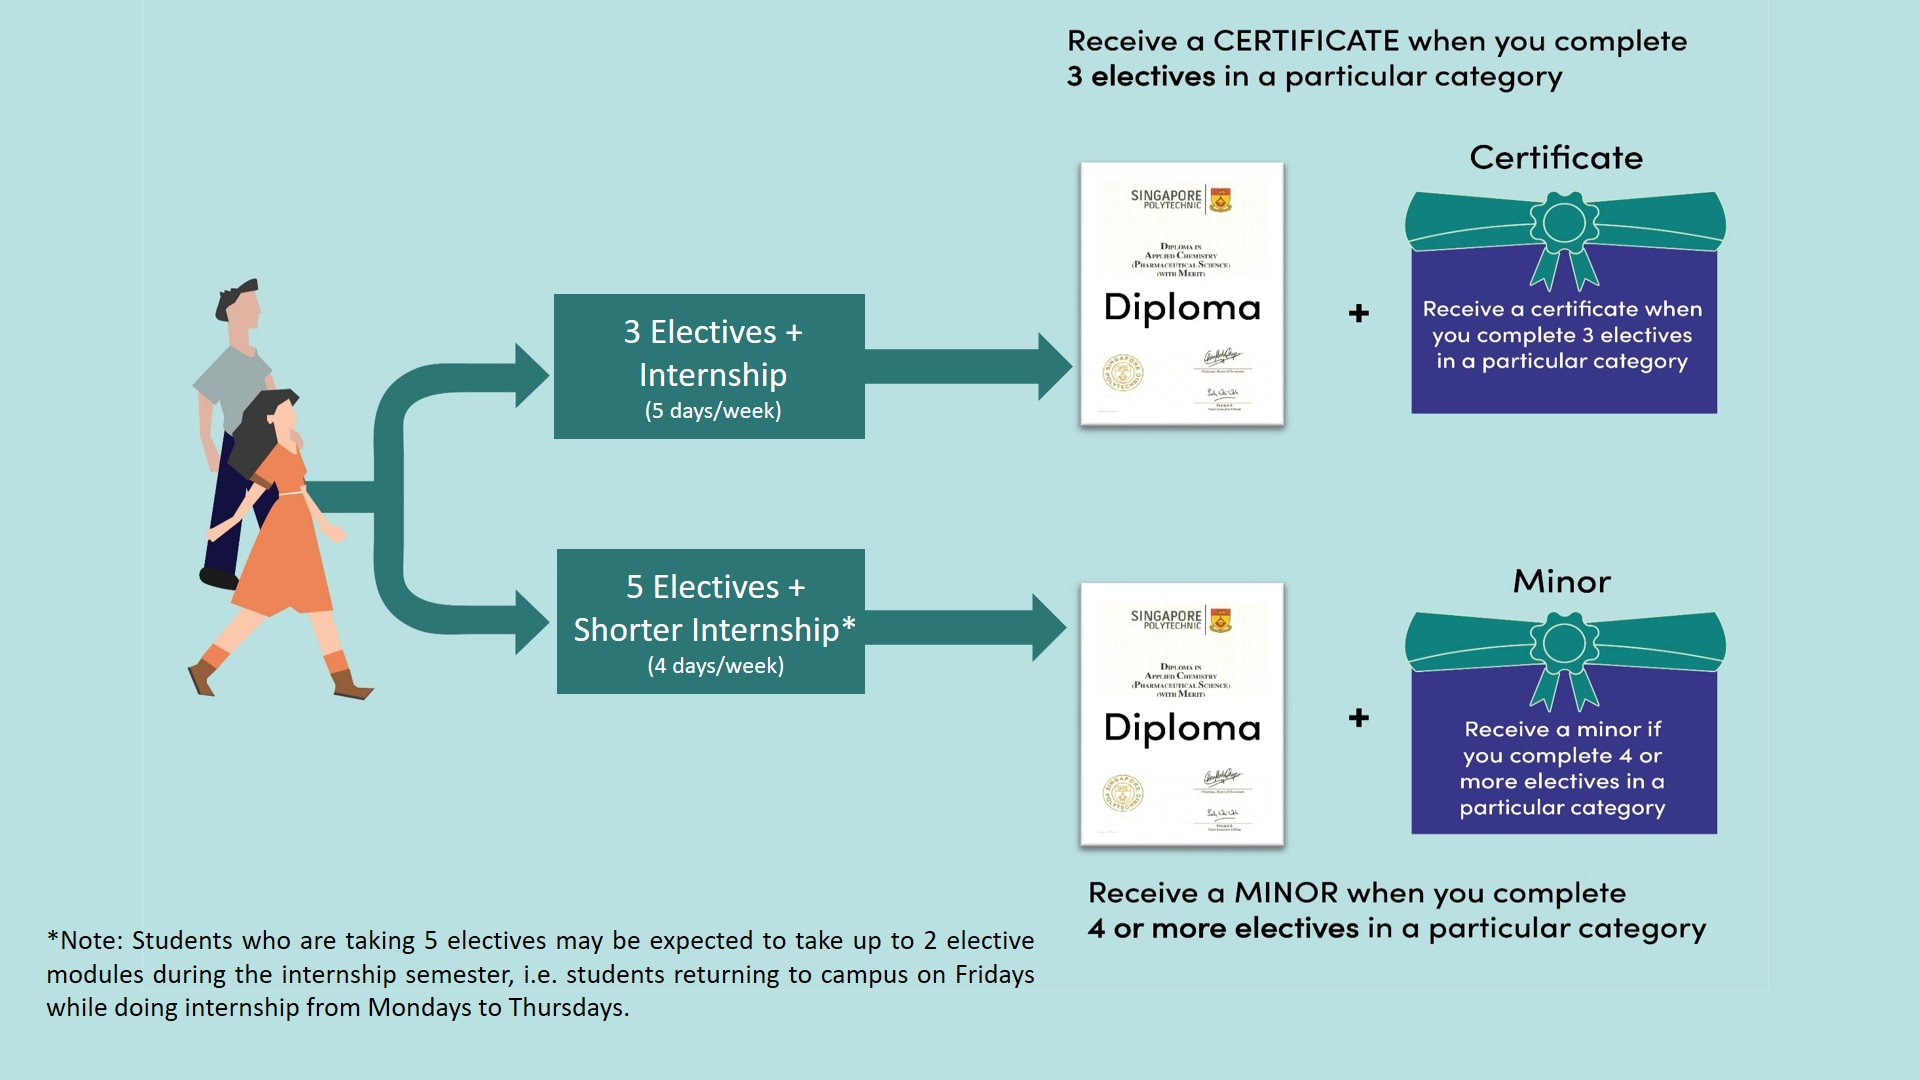 Receive a CERTIFICATE when you complete
3 electives in a particular category
Certificate
SINGAPORE
POLYTECHNIC
DIPLOMA IN
APPLIED CHEMISTRY
(PHARMACEUTICAL SCIENCE)
(WITH MERIT)
Diploma
SINGAPORE POLYTECHNIC
+
Receive a certificate when
you complete 3 electives
in a particular category
3 Electives +
Internship
(5 days/week)
5 Electives +
Shorter Internship*
(4 days/week)
Minor
SINGAPORE
POLYTECHNIC
DIPLOMA IN
APPLIED CHEMISTRY
(PHARMACEUTICAL SCIENCE)
(WITH MERIT)
Diploma
SINGAPORE POLYTECHNIC
+
Receive a minor if
you complete 4 or
more electives in a
particular category
Receive a MINOR when you complete
4 or more electives in a particular category
*Note: Students who are taking 5 electives may be expected to take up to 2 elective
modules during the internship semester, i.e. students returning to campus on Fridays
while doing internship from Mondays to Thursdays.